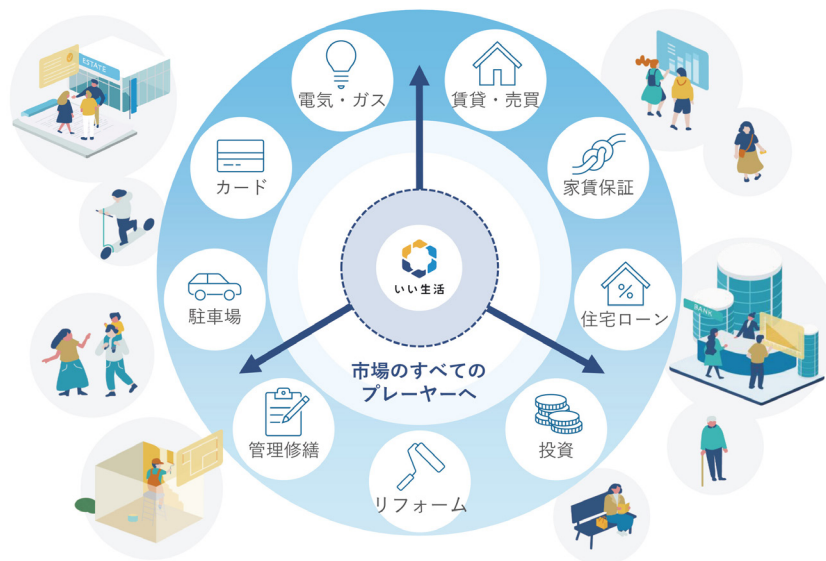 ESTATE
電気・ガス
賃貸・売買
カード
家賃保証
いい生活
駐車場
住宅ローン
BANK
市場のすべての
プレーヤーへ
管理修繕
投資
リフォーム